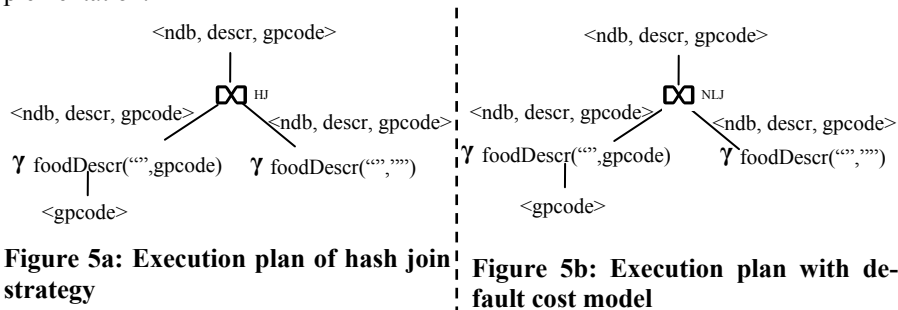 <ndb, descr, gpcode>
HJ
<ndb, descr, gpcode>
<ndb, descr, gpcode>
γ foodDescr(“”,gpcode)
γ foodDescr(“”,””)
<gpcode>
Figure 5a: Execution plan of hash join
strategy
<ndb, descr, gpcode>
NLJ
<ndb, descr, gpcode>
<ndb, descr, gpcode>
γ foodDescr(“”,gpcode)
γ foodDescr(“”,””)
<gpcode>
Figure 5b: Execution plan with de-
fault cost model